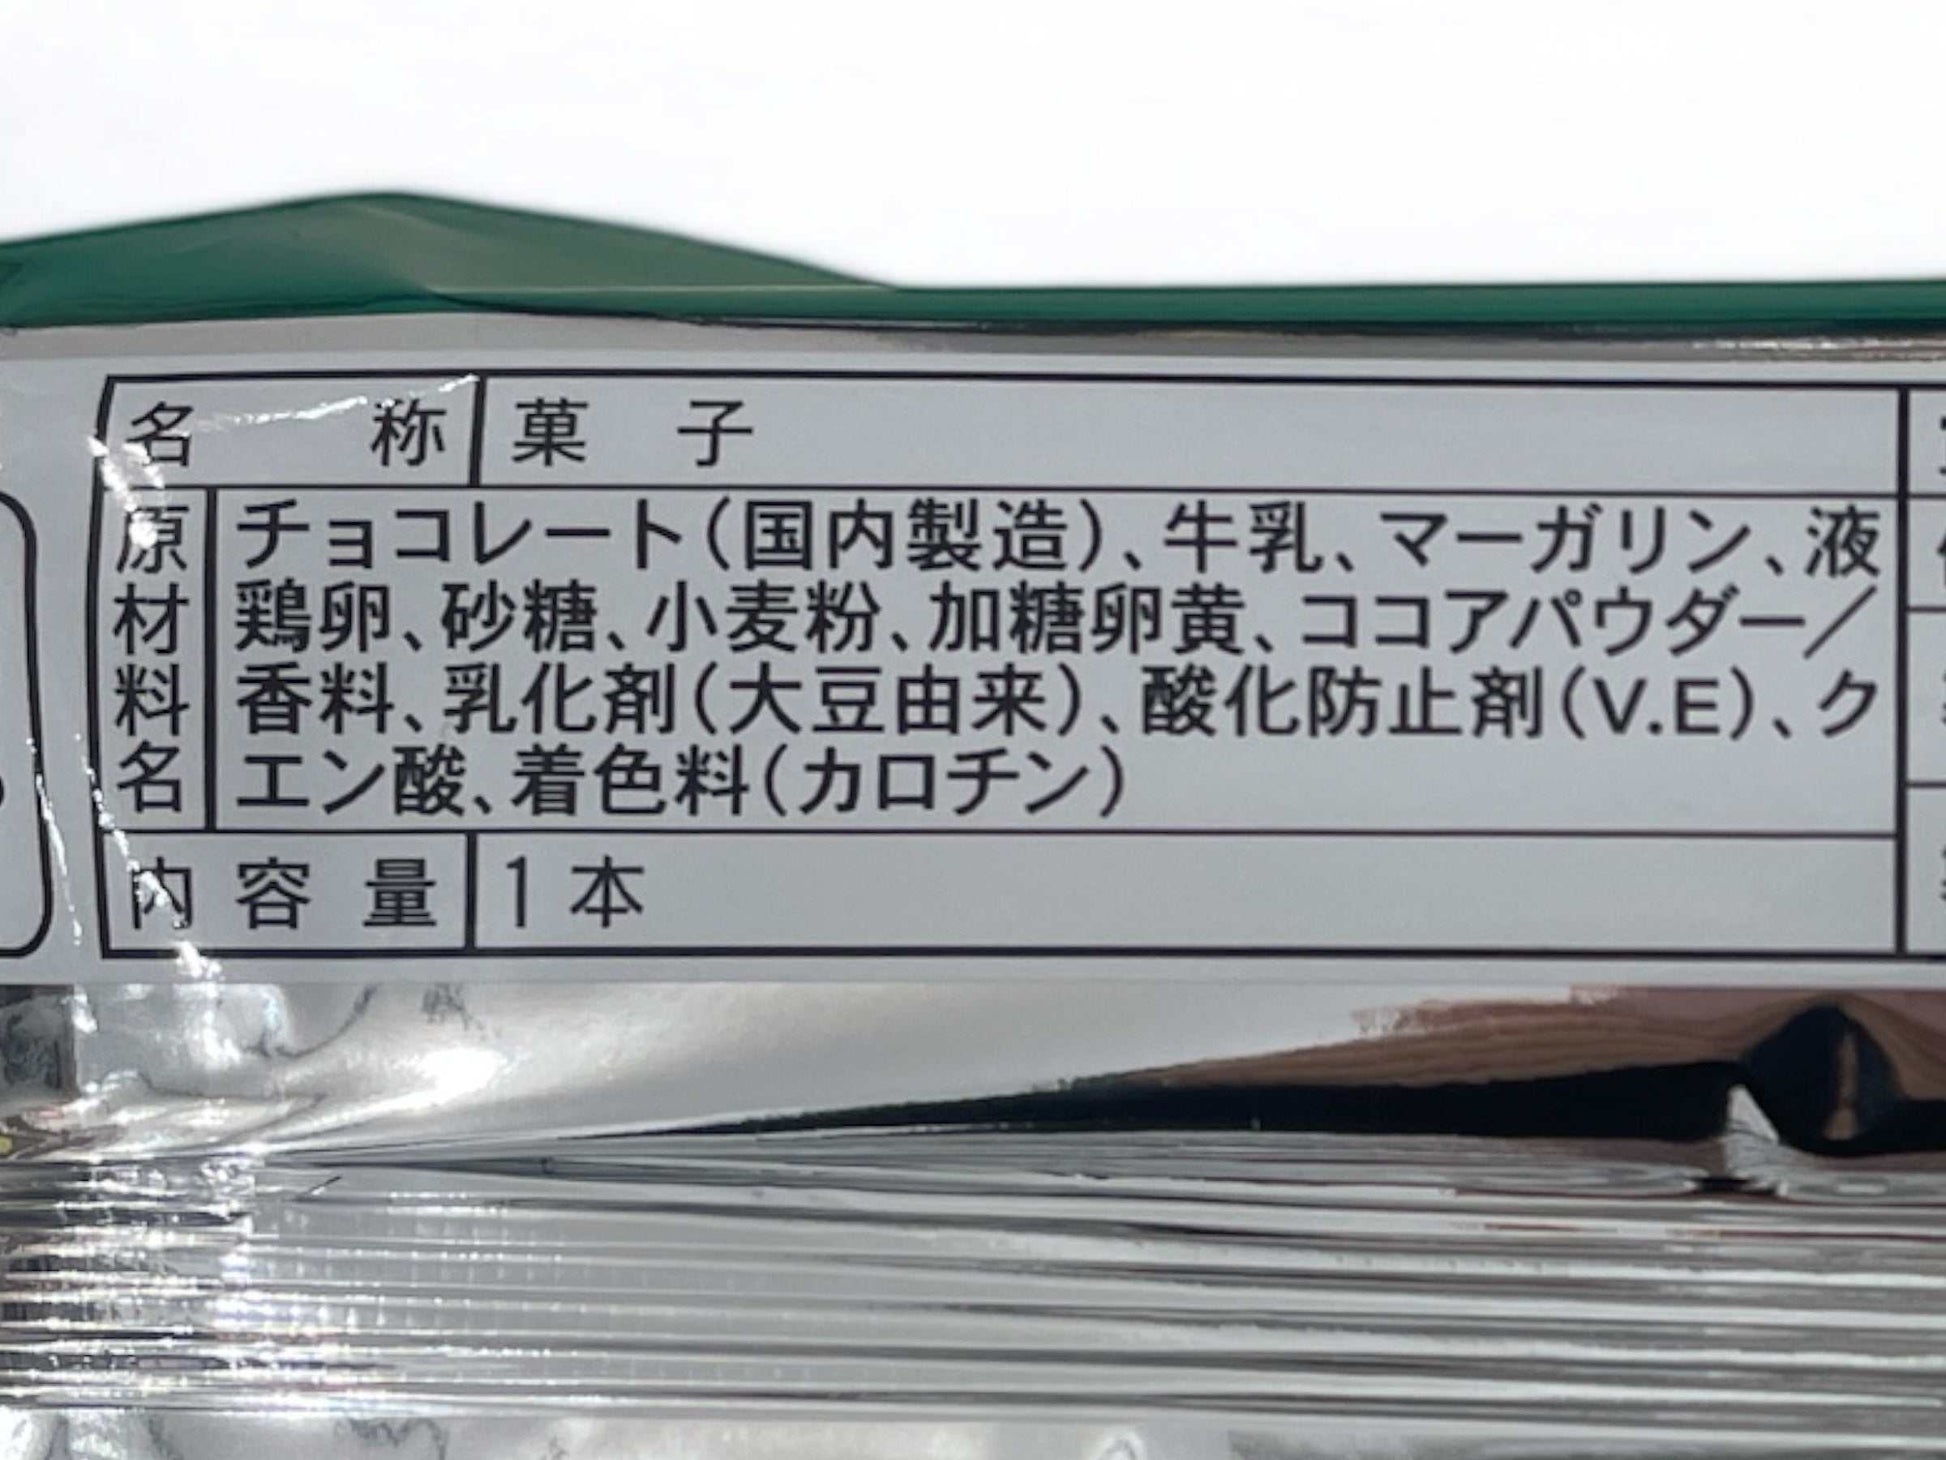 名称 菓子
原材料名 チョコレート(国内製造)、牛乳、マーガリン、液
鶏卵、砂糖、小麦粉、加糖卵黄、ココアパウダー/
香料、乳化剤(大豆由来)、酸化防止剤(V.E)、ク
エン酸、着色料(カロチン)
内容量 1本